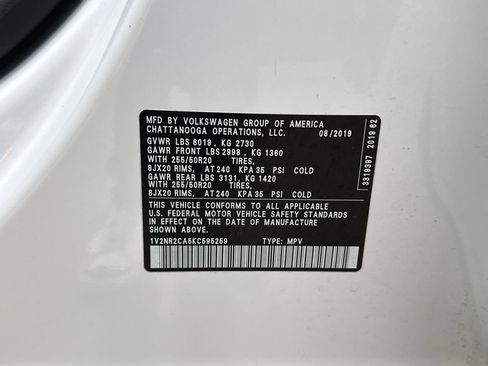 MFD BY VOLKSWAGEN GROUP OF AMERICA
CHATTANOOGA OPERATIONS, LLC. 08/2019
GVWR LBS 6019 , KG 2730
GAWR FRONT LBS 2998 , KG 1360
WITH 255/50R20 TIRES,
8JX20 RIMS, AT 240 KPA 35 PSI COLD
GAWR REAR LBS 3131, KG 1420
WITH 255/50R20 TIRES,
8JX20 RIMS, AT 240 KPA 35 PSI COLD
THIS VEHICLE CONFORMS TO ALL APPLICABLE
U.S. FEDERAL MOTOR VEHICLE SAFETY STANDARDS
IN EFFECT ON THE DATE OF MANUFACTURE
SHOWN ABOVE.
1V2NR2CA5KC595259 TYPE: MPV
3319397 2019 62